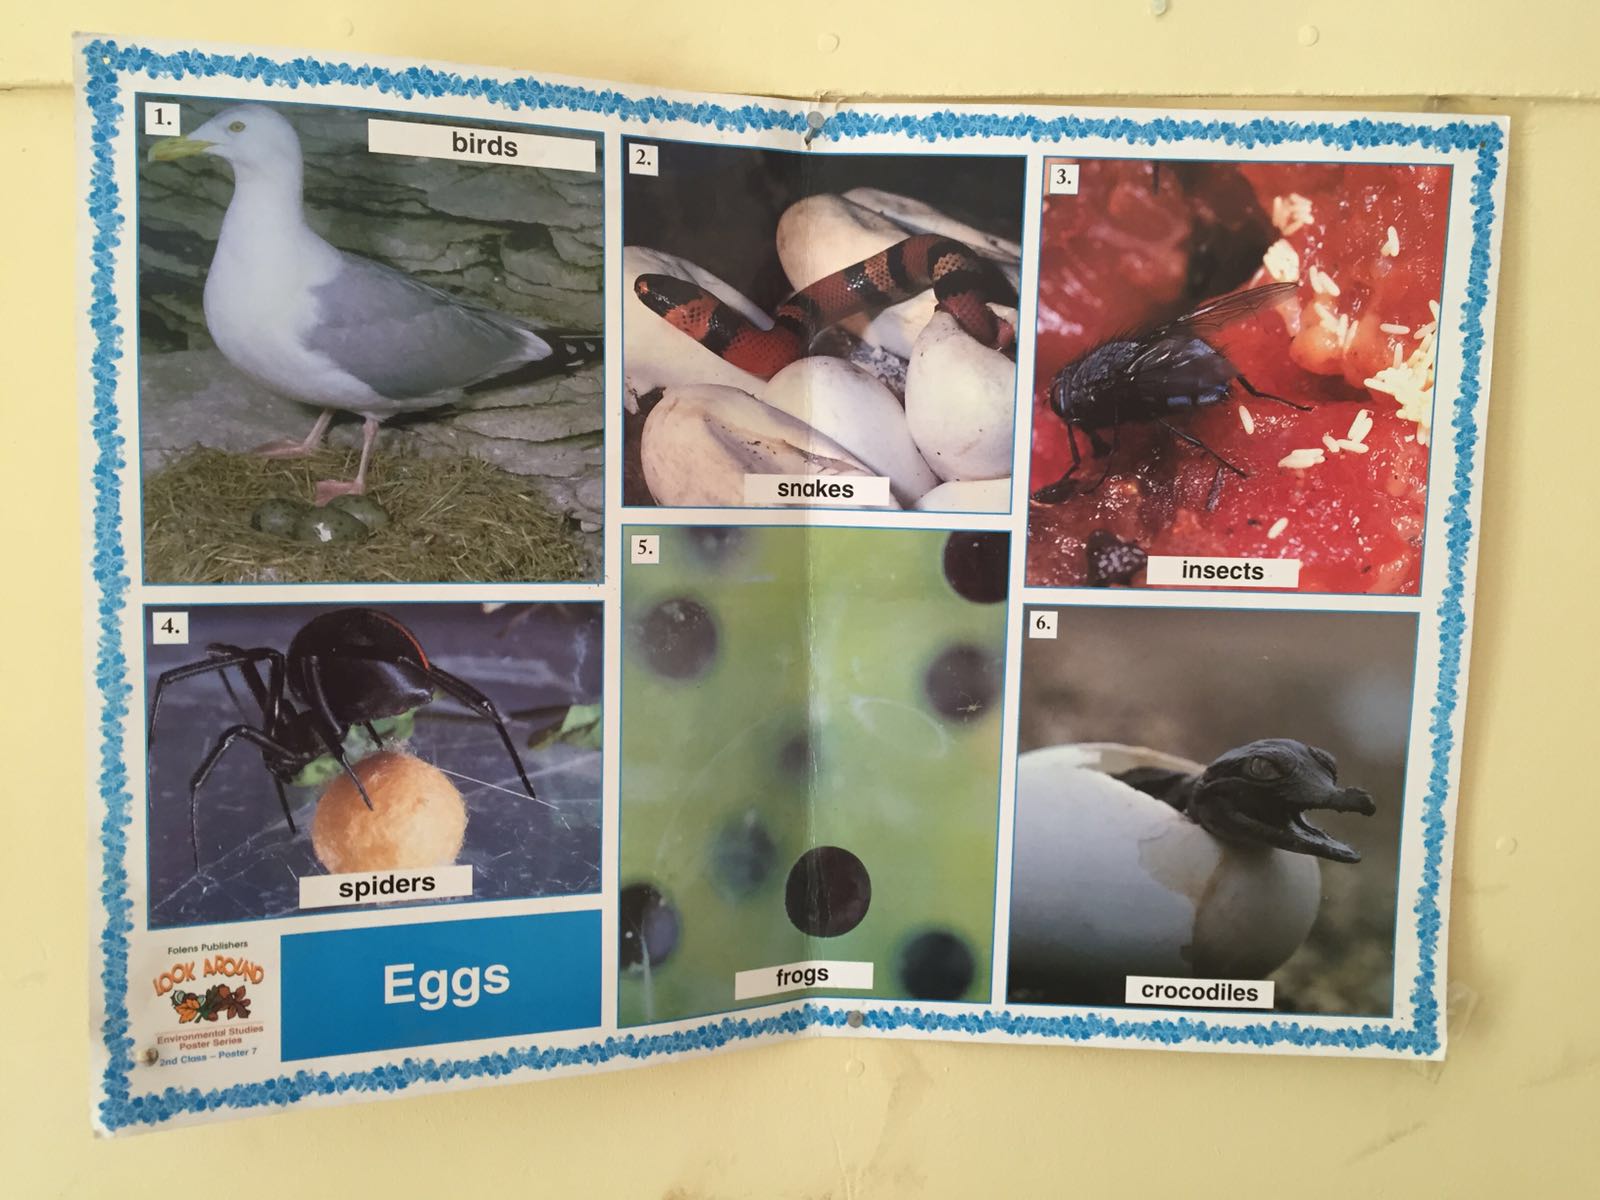 1.
birds
2.
snakes
3.
insects
4.
spiders
5.
frogs
6.
crocodiles
Folens Publishers
LOOK AROUND
Environmental Studies
Poster Series
2nd Class – Poster 7
Eggs